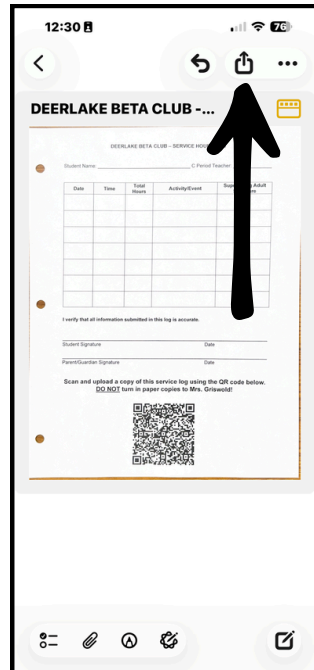 12:30
76
DEERLAKE BETA CLUB -...
DEERLAKE BETA CLUB – SERVICE HOU
Student Name C Period Teacher
Date Time Total Hours Activity/Event Adult
I verify that all information submitted in this log is accurate.
Student Signature Date
Parent/Guardian Signature Date
Scan and upload a copy of this service log using the QR code below.
DO NOT turn in paper copies to Mrs. Griswold!